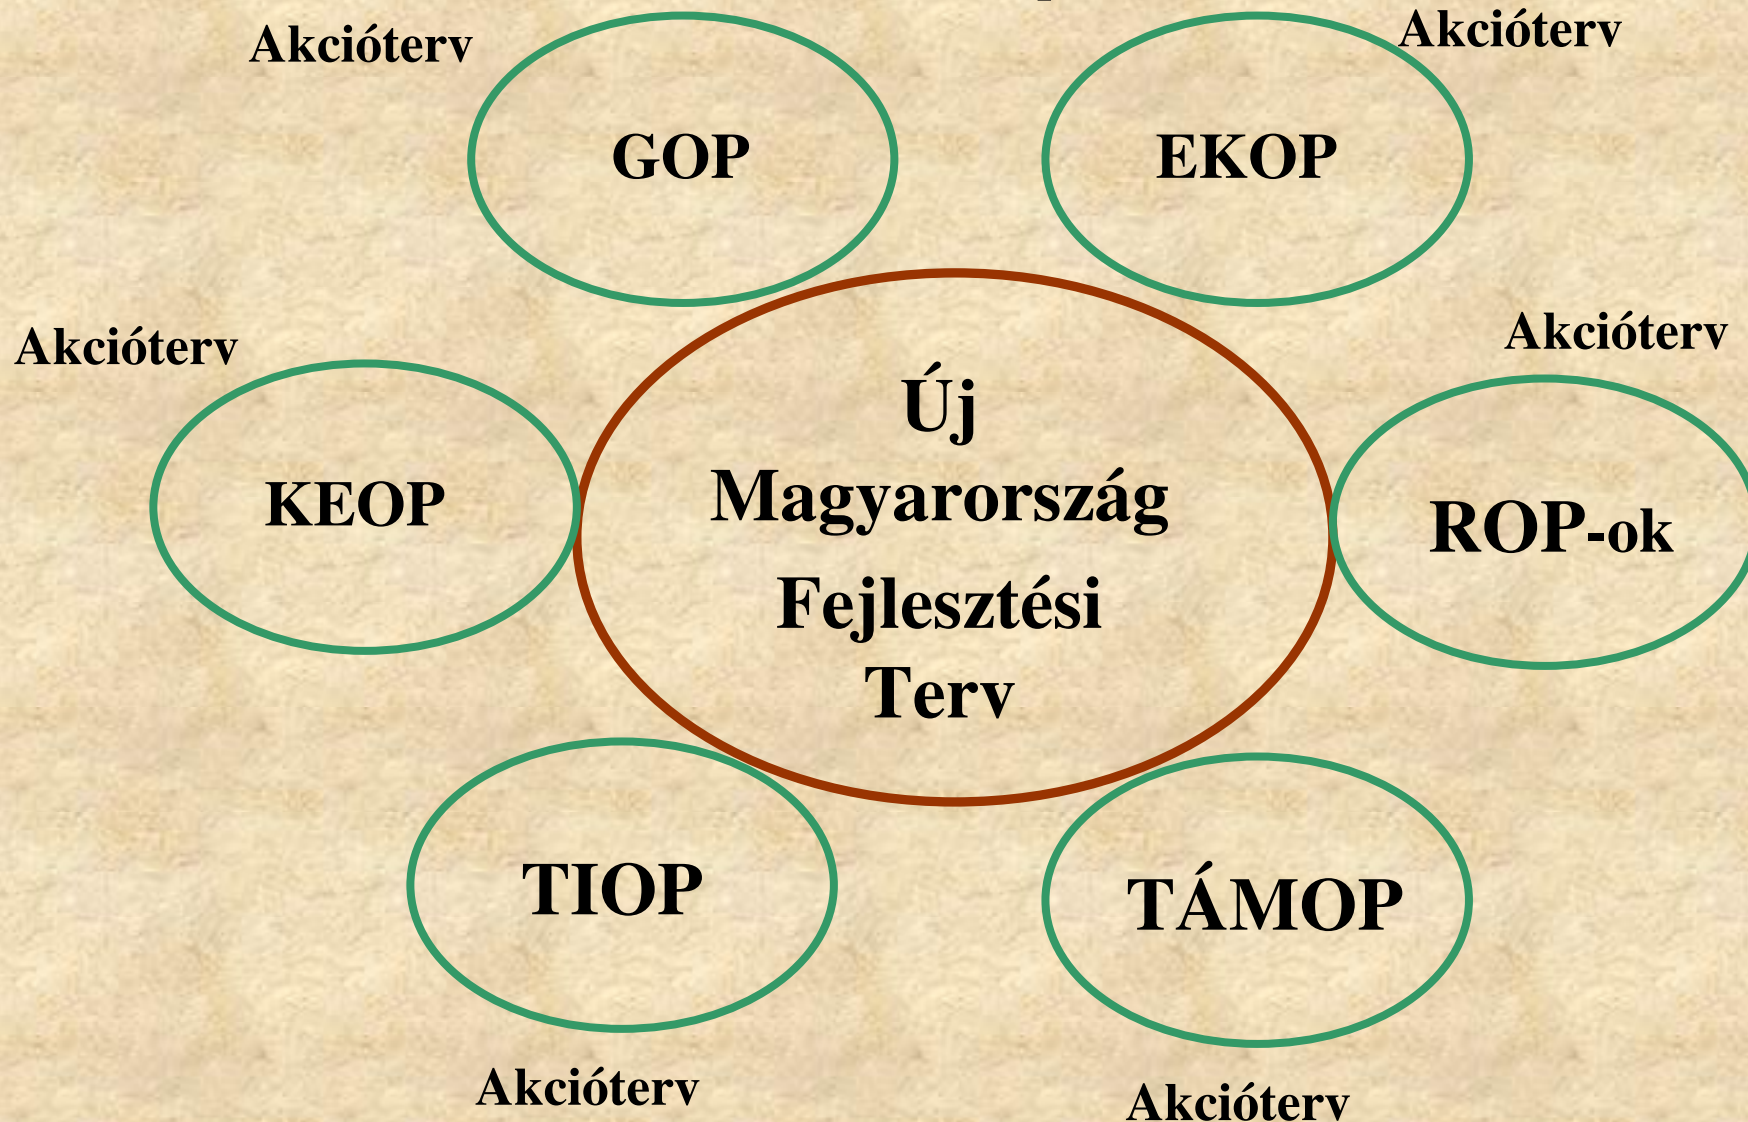 Akcióterv
Akcióterv
GOP
EKOP
Akcióterv
Akcióterv
KEOP
Új
Magyarország
Fejlesztési
Terv
ROP-ok
TIOP
TÁMOP
Akcióterv
Akcióterv